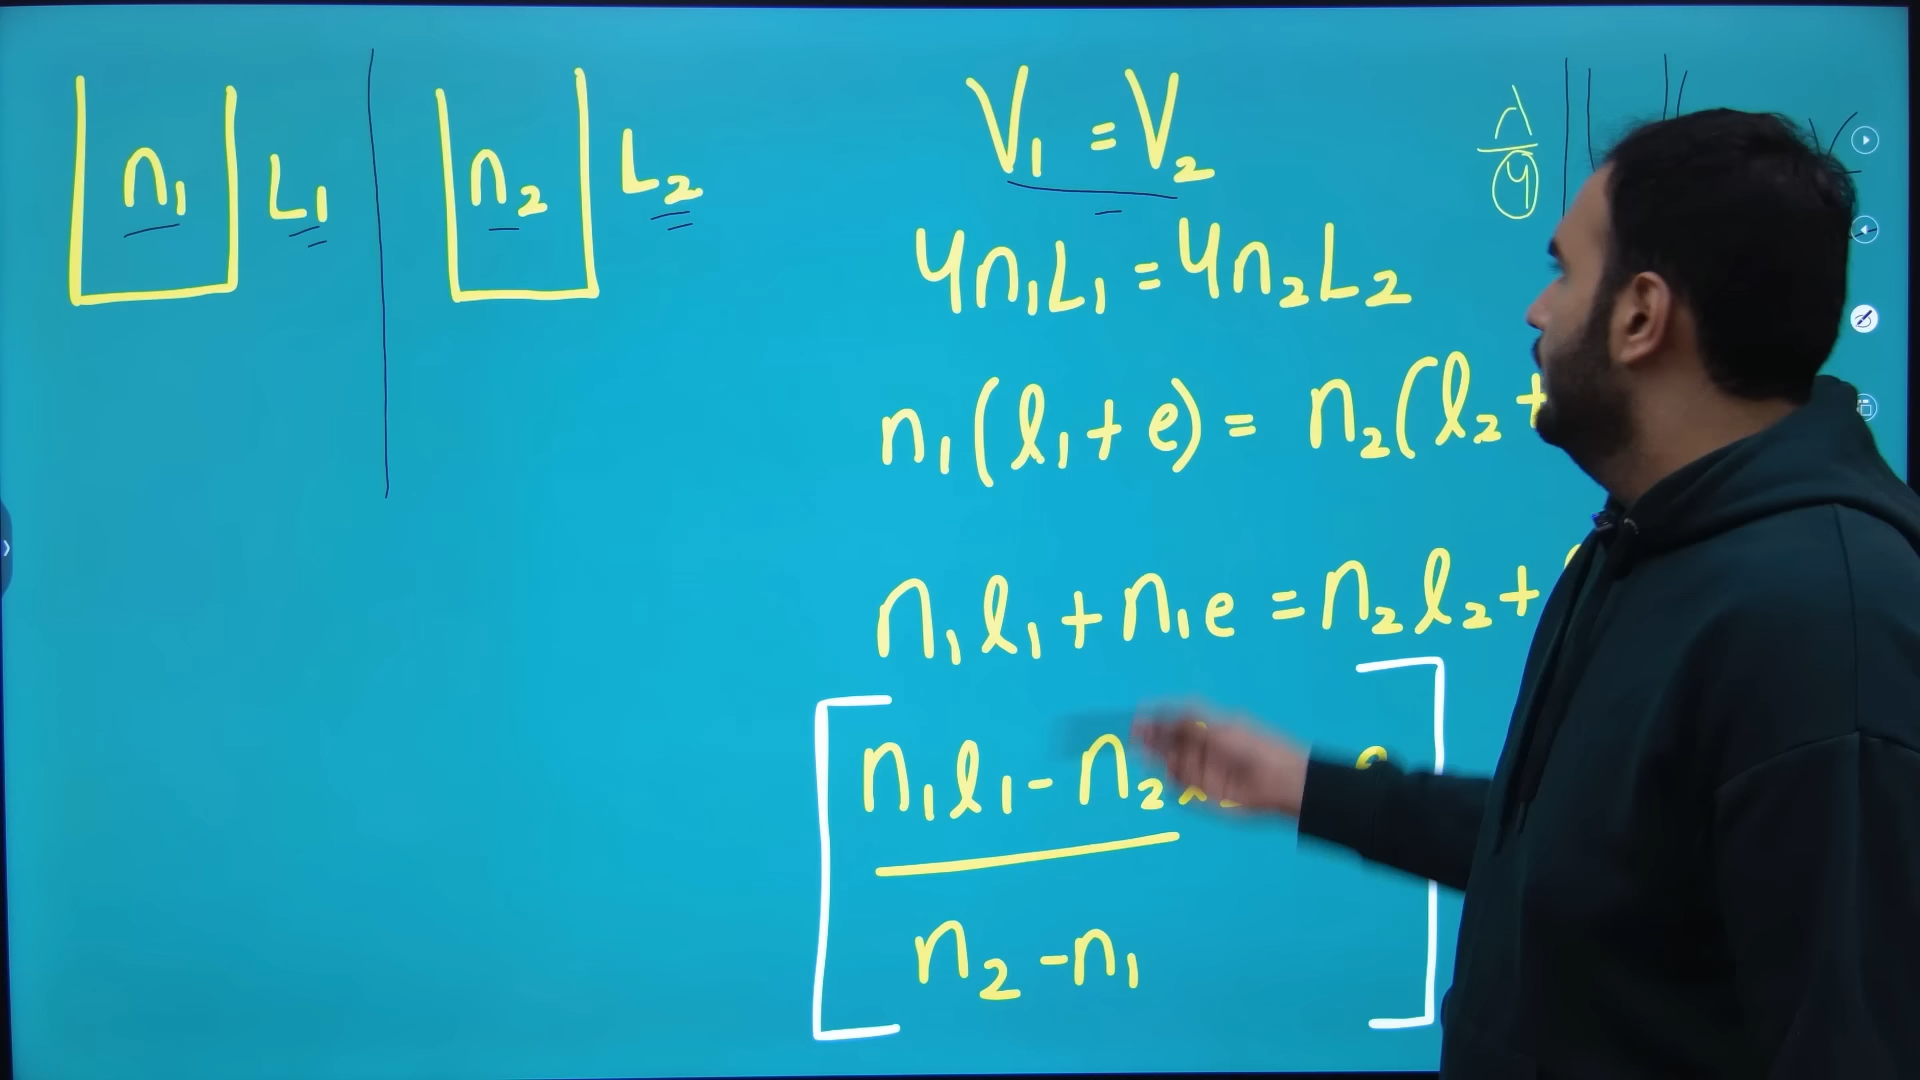 n₁ L₁
n₂ L₂
V₁ = V₂
4n₁L₁ = 4n₂L₂
n₁(l₁ + e) = n₂(l₂ +
n₁l₁ + n₁e = n₂l₂ +
n₁l₁ - n₂
n₂ - n₁
λ
4